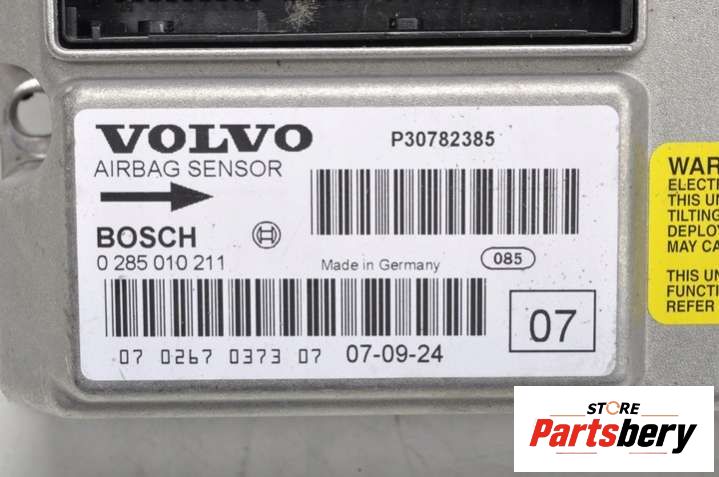 VOLVO
P30782385
AIRBAG SENSOR
BOSCH
0 285 010 211
Made in Germany
085
07 0267 0373 07
07-09-24
07
WAR
ELECT
THIS UN
TILTING
DEPLOY
MAY CA
THIS UN
FUNCTI
REFER
STORE
Partsbery